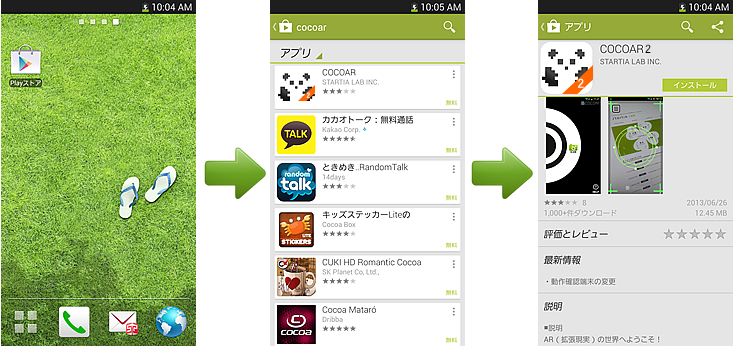 10:04 AM
Playストア
10:05 AM
cocoar
アプリ
COCOAR
STARTIA LAB INC.
無料
TALK
カカオトーク：無料通話
Kakao Corp.
無料
random
talk
ときめき..RandomTalk
14days
無料
LITE
STICKERS
キッズステッカーLiteの
Cocoa Box
無料
CUKI HD Romantic Cocoa
SK Planet Co, Ltd.,
無料
COCOA
Cocoa Mataró
Dribba
無料
10:04 AM
アプリ
2
COCOAR 2
STARTIA LAB INC.
インストール
8
2013/06/26
1,000+件ダウンロード
12.45 MB
評価とレビュー
最新情報
・動作確認端末の変更
説明
■説明
AR（拡張現実）の世界へようこそ！